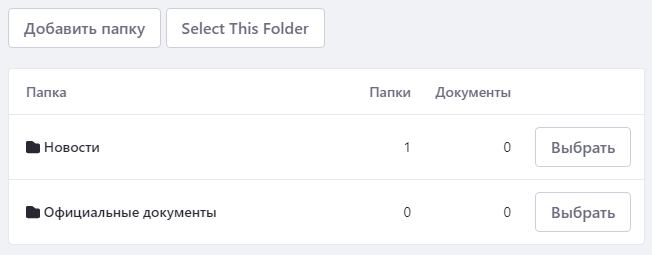 Добавить папку Select This Folder
Папка Папки Документы
Новости 1 0 Выбрать
Официальные документы 0 0 Выбрать